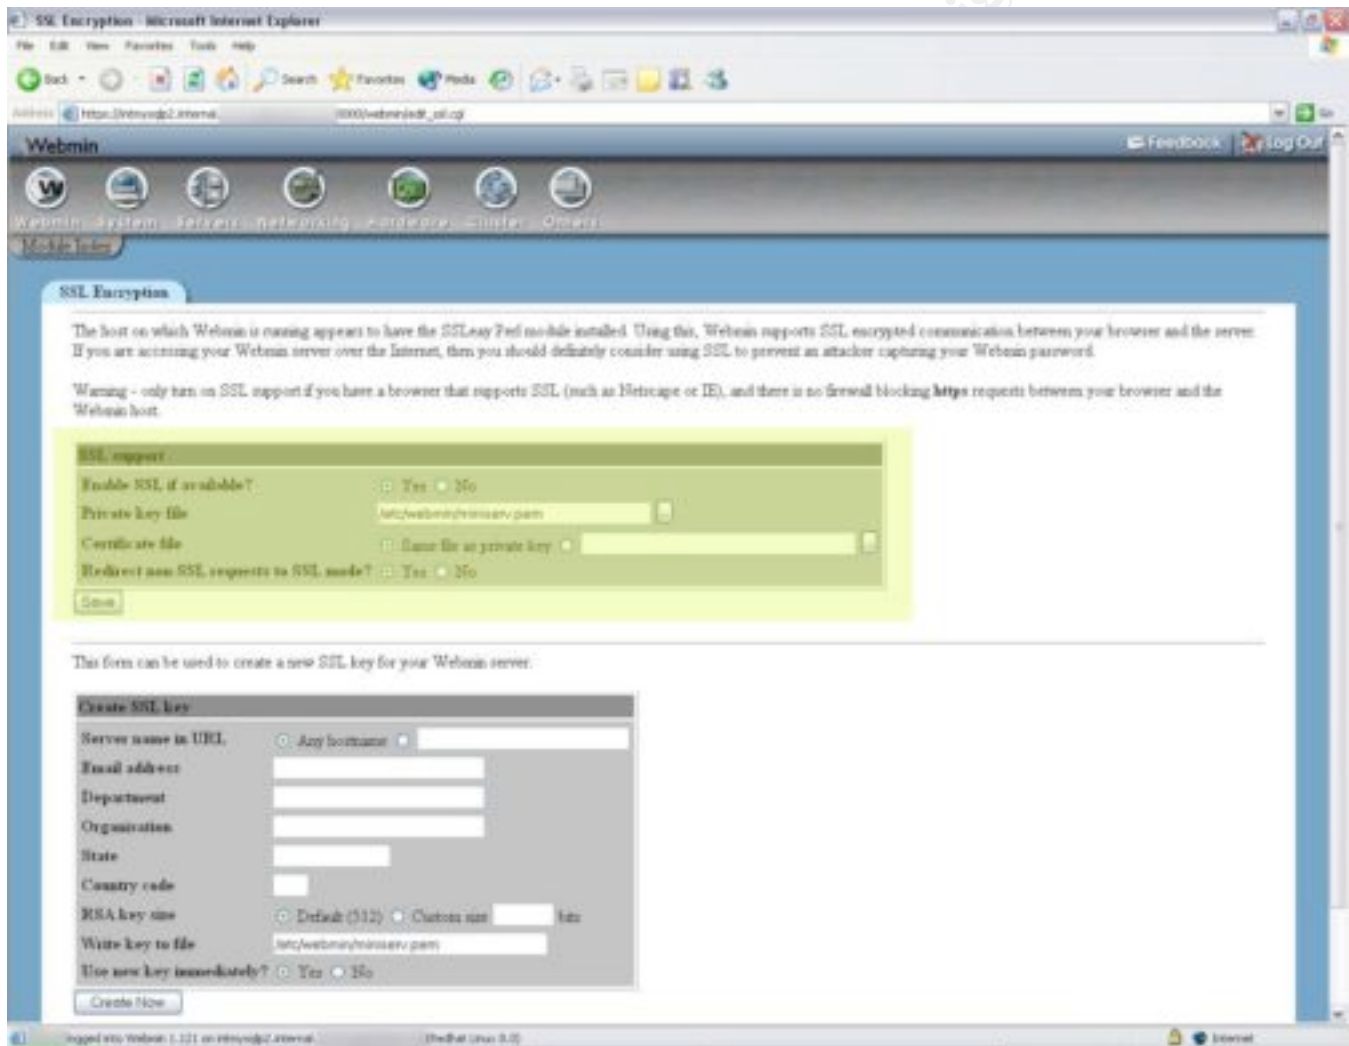 SSL Encryption - Microsoft Internet Explorer
File Edit View Favorites Tools Help
Back Search Favorites Media
Address Go
Webmin Feedback Log Out
Webmin System Servers Networking Hardware Cluster Others
Module Index
SSL Encryption
The host on which Webmin is running appears to have the SSLeay Perl module installed. Using this, Webmin supports SSL encrypted communication between your browser and the server.
If you are accessing your Webmin server over the Internet, then you should definitely consider using SSL to prevent an attacker capturing your Webmin password.
Warning - only turn on SSL support if you have a browser that supports SSL (such as Netscape or IE), and there is no firewall blocking https requests between your browser and the
Webmin host.
SSL support
Enable SSL if available? Yes No
Private key file /etc/webmin/miniserv.pem
Certificate file Same file as private key
Redirect non SSL requests to SSL mode? Yes No
Save
This form can be used to create a new SSL key for your Webmin server.
Create SSL key
Server name in URL Any hostname
Email address
Department
Organisation
State
Country code
RSA key size Default (512) Custom size bits
Write key to file /etc/webmin/miniserv.pem
Use new key immediately? Yes No
Create Now
logged into Webmin 1.121 on Internet